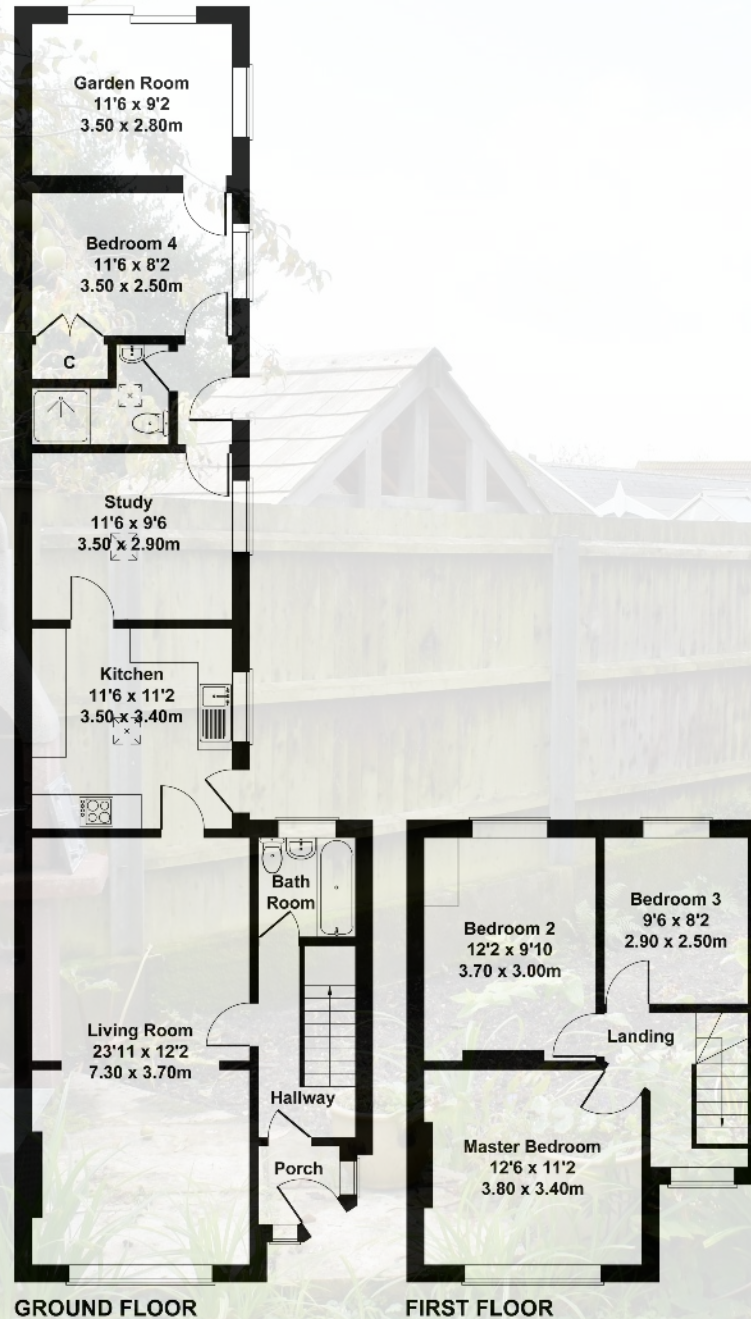 Garden Room
11'6 x 9'2
3.50 x 2.80m
Bedroom 4
11'6 x 8'2
3.50 x 2.50m
C
Study
11'6 x 9'6
3.50 x 2.90m
Kitchen
11'6 x 11'2
3.50 x 3.40m
Bath
Room
Living Room
23'11 x 12'2
7.30 x 3.70m
Hallway
Porch
GROUND FLOOR
Bedroom 2
12'2 x 9'10
3.70 x 3.00m
Bedroom 3
9'6 x 8'2
2.90 x 2.50m
Landing
Master Bedroom
12'6 x 11'2
3.80 x 3.40m
FIRST FLOOR